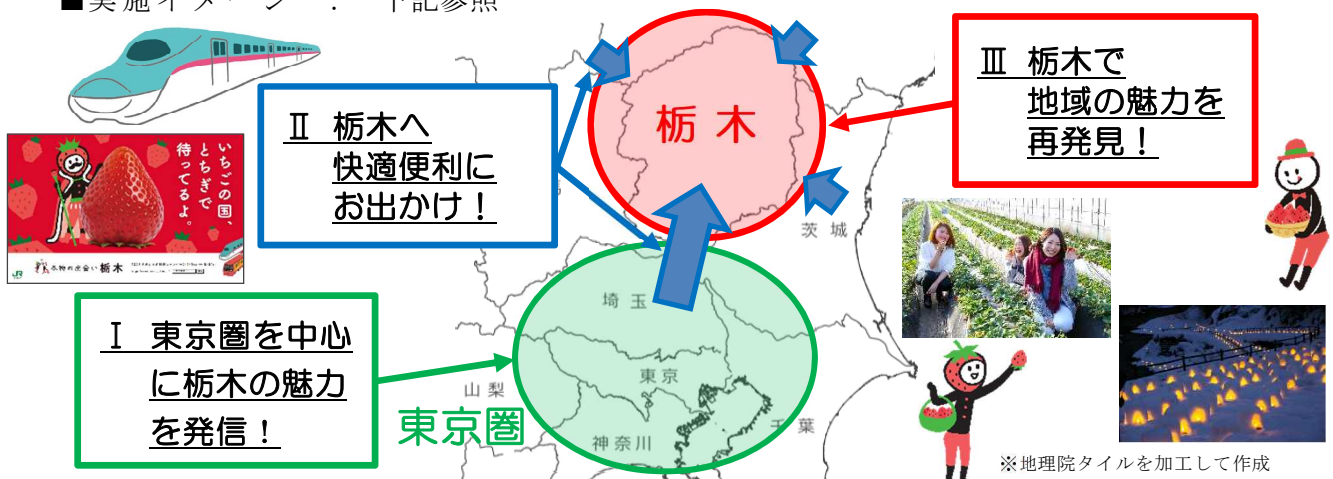 ■実施イメージ : 下記参照
Ⅱ 栃木へ
快適便利に
お出かけ！
栃木
Ⅲ 栃木で
地域の魅力を
再発見！
いちごの国、
とちぎで
待ってるよ。
JR
本物の出会い 栃木
茨城
埼玉
Ⅰ 東京圏を中心
に栃木の魅力
を発信！
山梨
東京
東京圏
神奈川
千葉
※地理院タイルを加工して作成